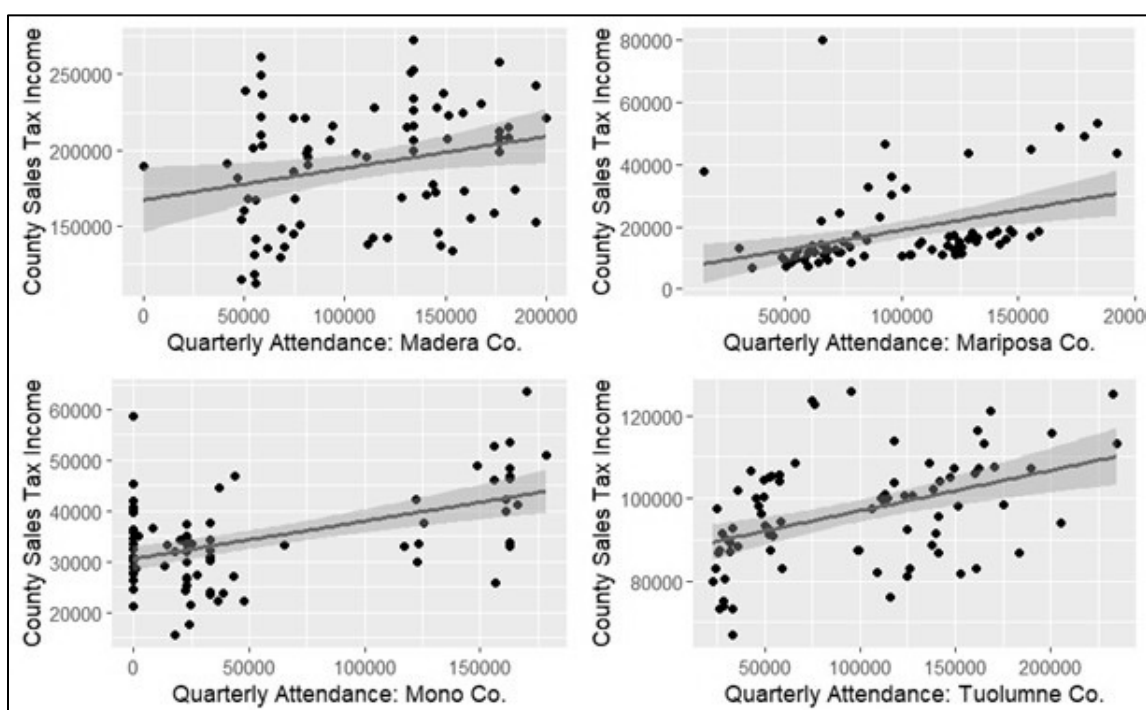 County Sales Tax Income
250000
200000
150000
0 50000 100000 150000 200000
Quarterly Attendance: Madera Co.
County Sales Tax Income
80000
60000
40000
20000
0
50000 100000 150000 20000
Quarterly Attendance: Mariposa Co.
County Sales Tax Income
60000
50000
40000
30000
20000
0 50000 100000 150000
Quarterly Attendance: Mono Co.
County Sales Tax Income
120000
100000
80000
50000 100000 150000 200000
Quarterly Attendance: Tuolumne Co.